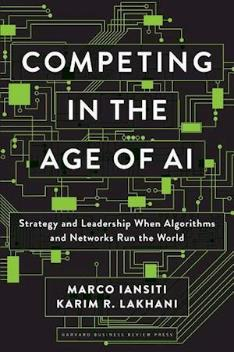 COMPETING
IN THE
AGE OF AI
Strategy and Leadership When Algorithms
and Networks Run the World
MARCO IANSITI
KARIM R. LAKHANI
HARVARD BUSINESS REVIEW PRESS